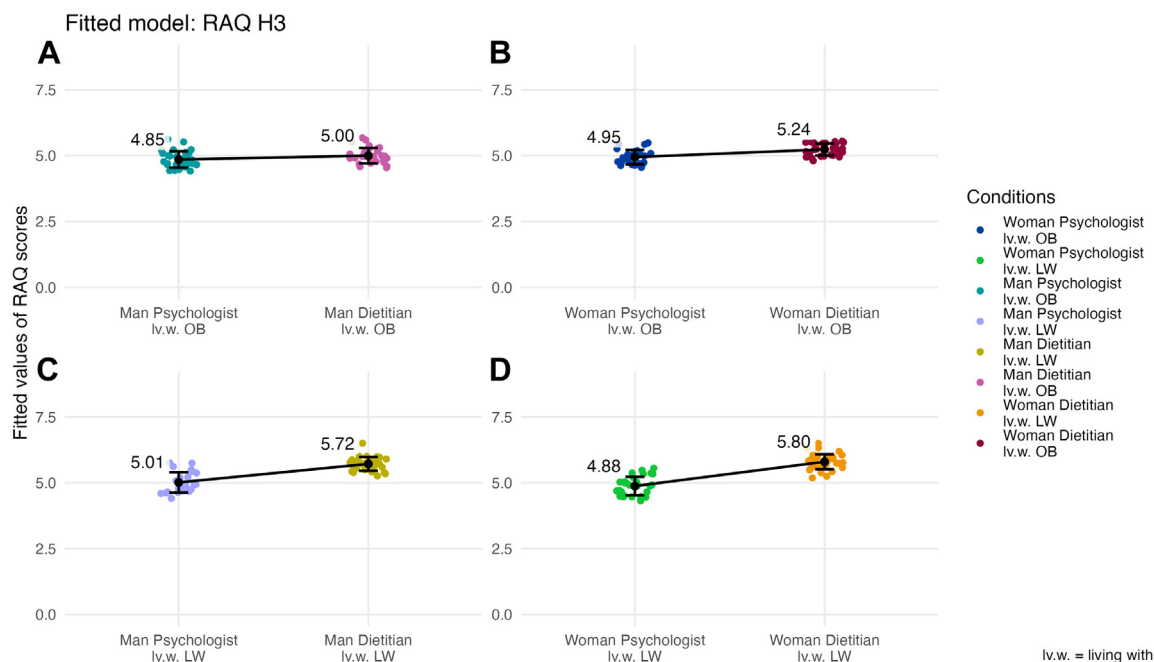 Fitted model: RAQ H3
A
B
7.5
5.0
2.5
0.0
4.85
5.00
Man Psychologist
lv.w. OB
Man Dietitian
lv.w. OB
7.5
5.0
2.5
0.0
4.95
5.24
Woman Psychologist
lv.w. OB
Woman Dietitian
lv.w. OB
Fitted values of RAQ scores
C
D
7.5
5.0
2.5
0.0
5.01
5.72
Man Psychologist
lv.w. LW
Man Dietitian
lv.w. LW
7.5
5.0
2.5
0.0
4.88
5.80
Woman Psychologist
lv.w. LW
Woman Dietitian
lv.w. LW
Conditions
Woman Psychologist
lv.w. OB
Woman Psychologist
lv.w. LW
Man Psychologist
lv.w. OB
Man Psychologist
lv.w. LW
Man Dietitian
lv.w. LW
Man Dietitian
lv.w. OB
Woman Dietitian
lv.w. LW
Woman Dietitian
lv.w. OB
lv.w. = living with